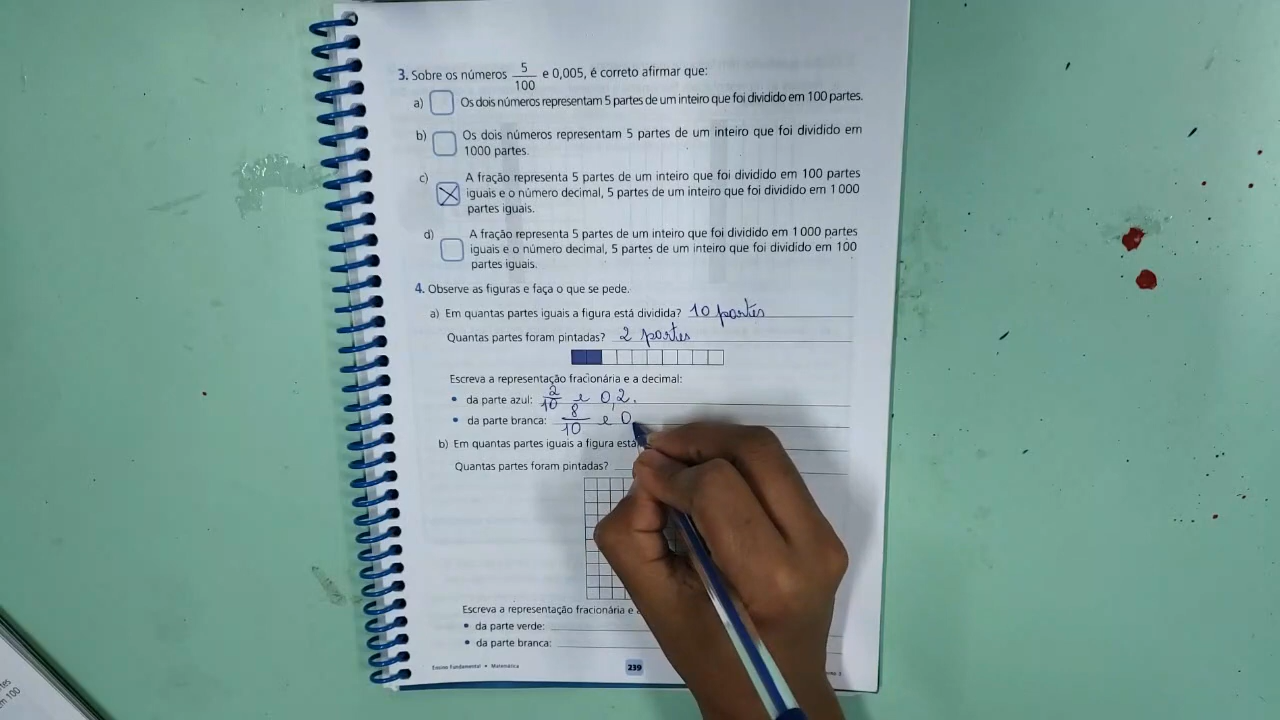 3. Sobre os números 5/100 e 0,005, é correto afirmar que:
a) Os dois números representam 5 partes de um inteiro que foi dividido em 100 partes.
b) Os dois números representam 5 partes de um inteiro que foi dividido em
1000 partes.
c) A fração representa 5 partes de um inteiro que foi dividido em 100 partes
iguais e o número decimal, 5 partes de um inteiro que foi dividido em 1 000
partes iguais.
d) A fração representa 5 partes de um inteiro que foi dividido em 1 000 partes
iguais e o número decimal, 5 partes de um inteiro que foi dividido em 100
partes iguais.
4. Observe as figuras e faça o que se pede.
a) Em quantas partes iguais a figura está dividida? 10 partes
Quantas partes foram pintadas? 2 partes
Escreva a representação fracionária e a decimal:
• da parte azul: 2/10 e 0,2.
• da parte branca: 8/10 e 0,
b) Em quantas partes iguais a figura está
Quantas partes foram pintadas?
Escreva a representação fracionária e
• da parte verde:
• da parte branca:
Ensino Fundamental • Matemática 239
em 100